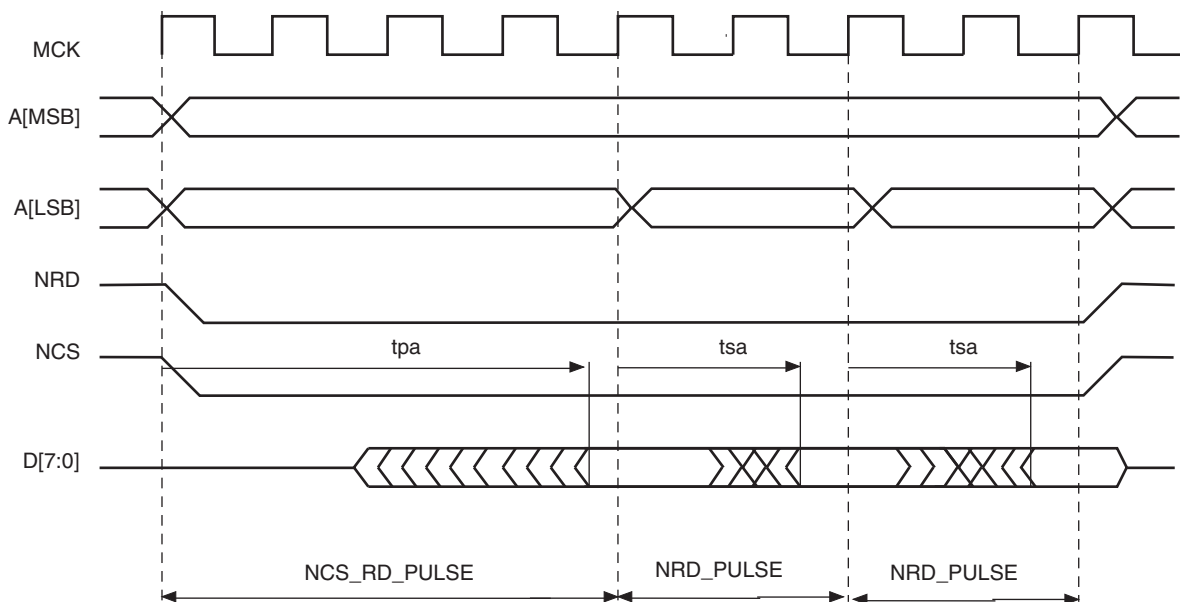 MCK
A[MSB]
A[LSB]
NRD
NCS
tpa
tsa
tsa
D[7:0]
NCS_RD_PULSE
NRD_PULSE
NRD_PULSE